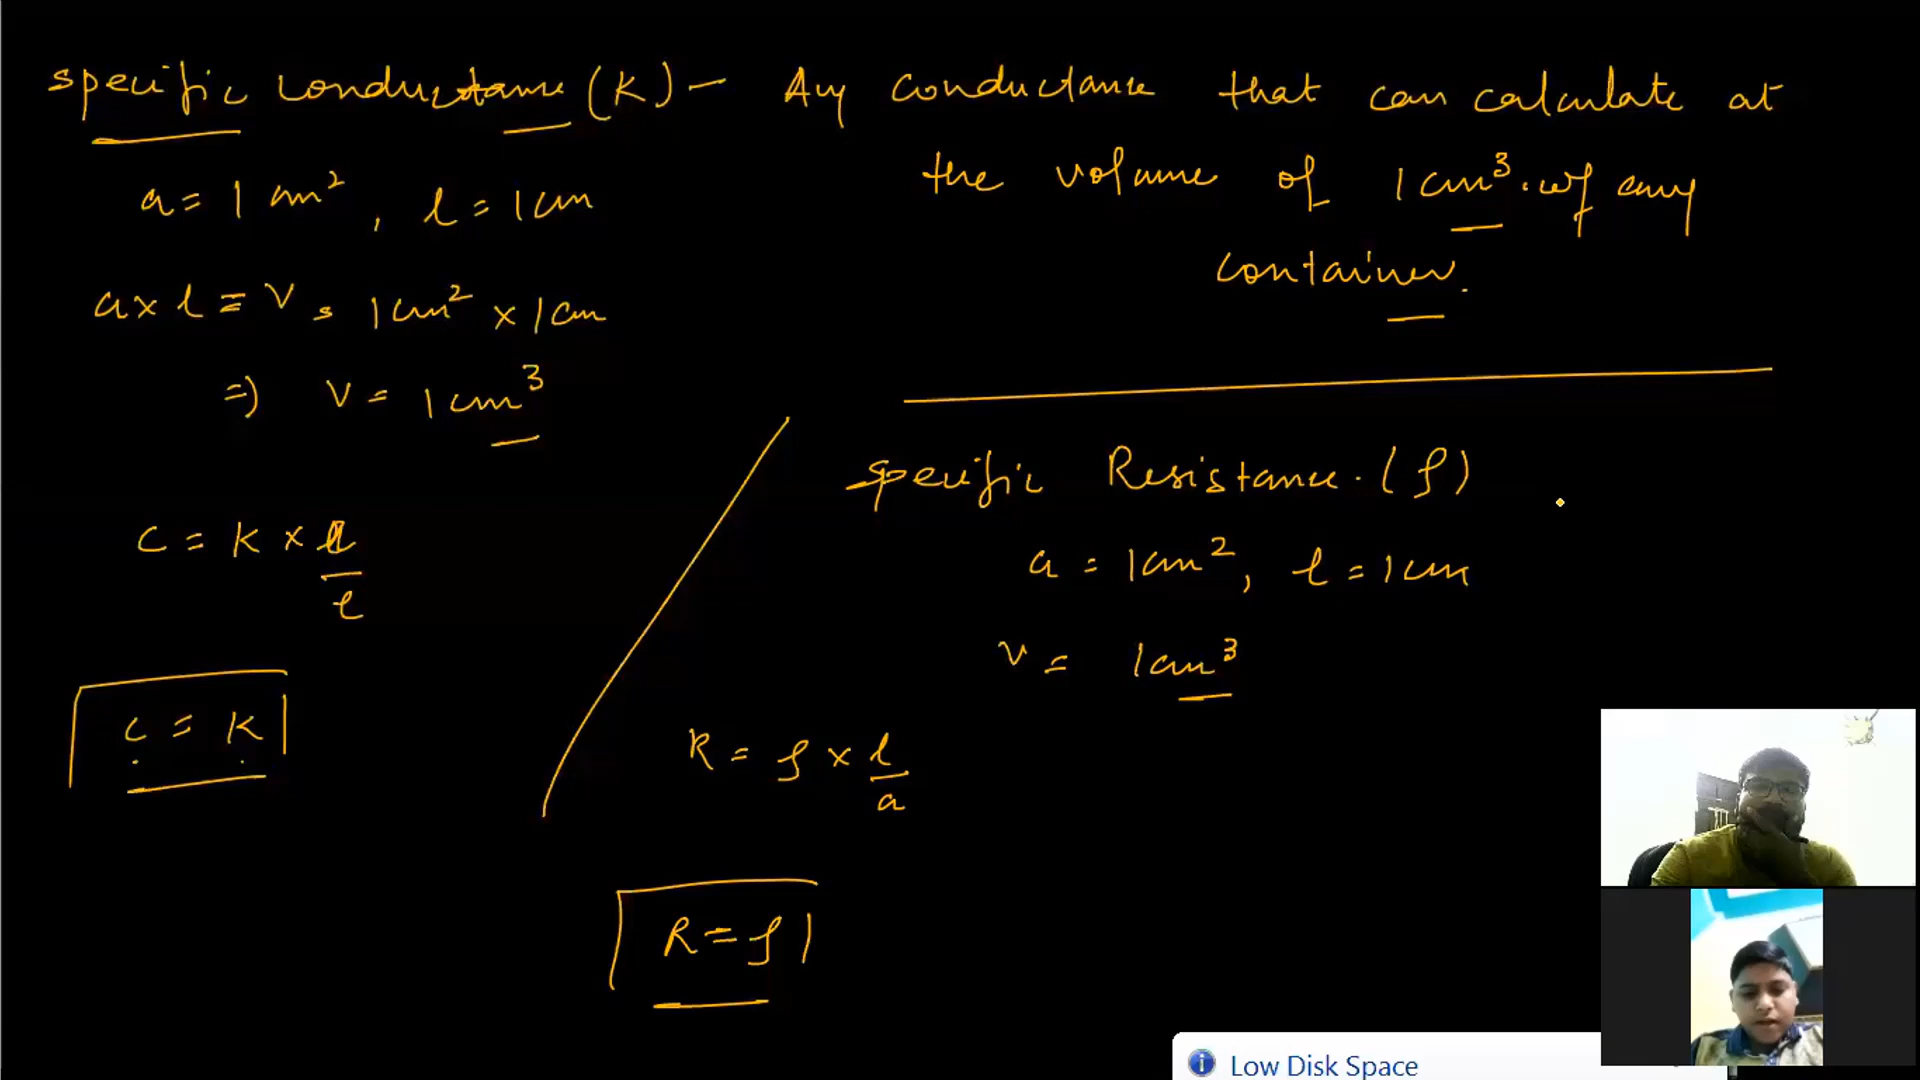 specific conductance (K) – Any conductance that can calculate at
the volume of 1 cm³ of any
container.
a = 1 cm² , l = 1 cm
a × l = V = 1 cm² × 1 cm
⇒ V = 1 cm³
C = K × a/l
C = K
specific Resistance. (ρ)
a = 1 cm², l = 1 cm
V = 1 cm³
R = ρ × l/a
R = ρ
Low Disk Space